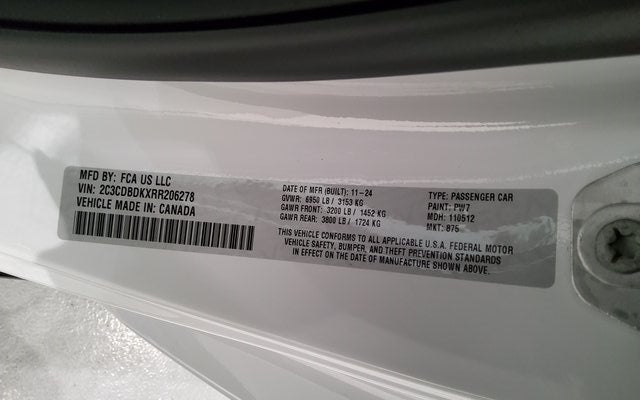 MFD BY: FCA US LLC
VIN: 2C3CDBDKXRR206278
VEHICLE MADE IN: CANADA
DATE OF MFR (BUILT): 11-24
GVWR: 6950 LB / 3153 KG
GAWR FRONT: 3200 LB / 1452 KG
GAWR REAR: 3800 LB / 1724 KG
TYPE: PASSENGER CAR
PAINT: PW7
MDH: 110512
MKT: 875
THIS VEHICLE CONFORMS TO ALL APPLICABLE U.S.A. FEDERAL MOTOR
VEHICLE SAFETY, BUMPER, AND THEFT PREVENTION STANDARDS
IN EFFECT ON THE DATE OF MANUFACTURE SHOWN ABOVE.